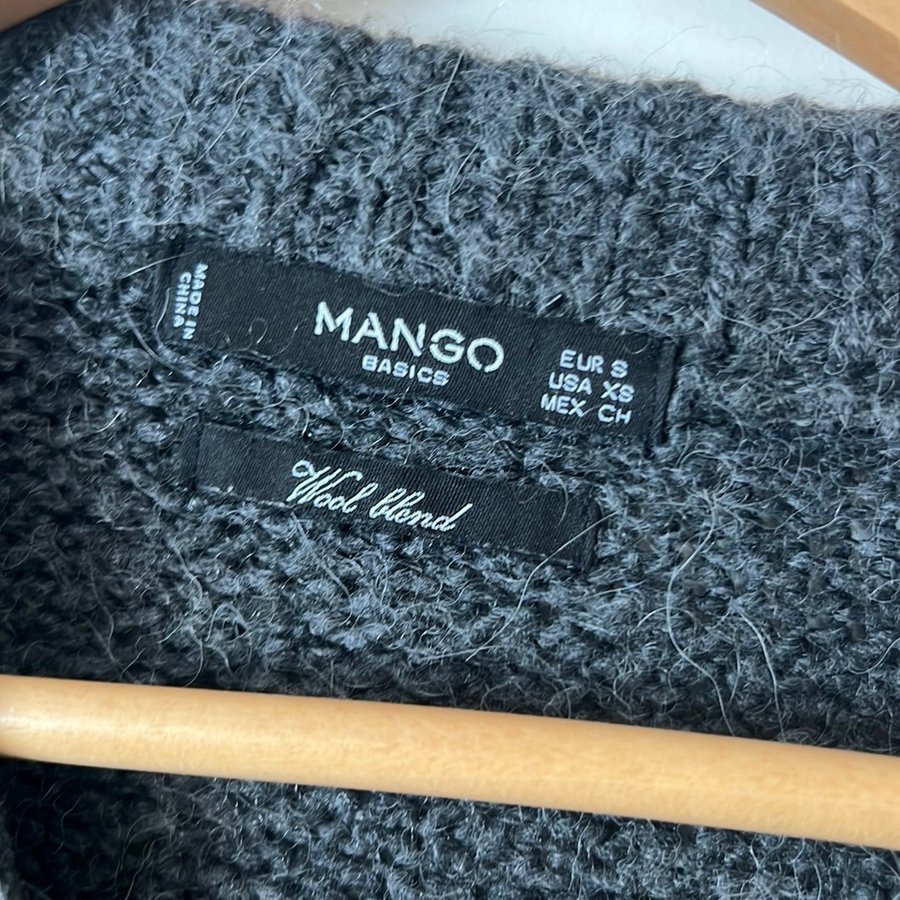 MADE IN
CHINA
MANGO
BASICS
EUR S
USA XS
MEX CH
Wool blend